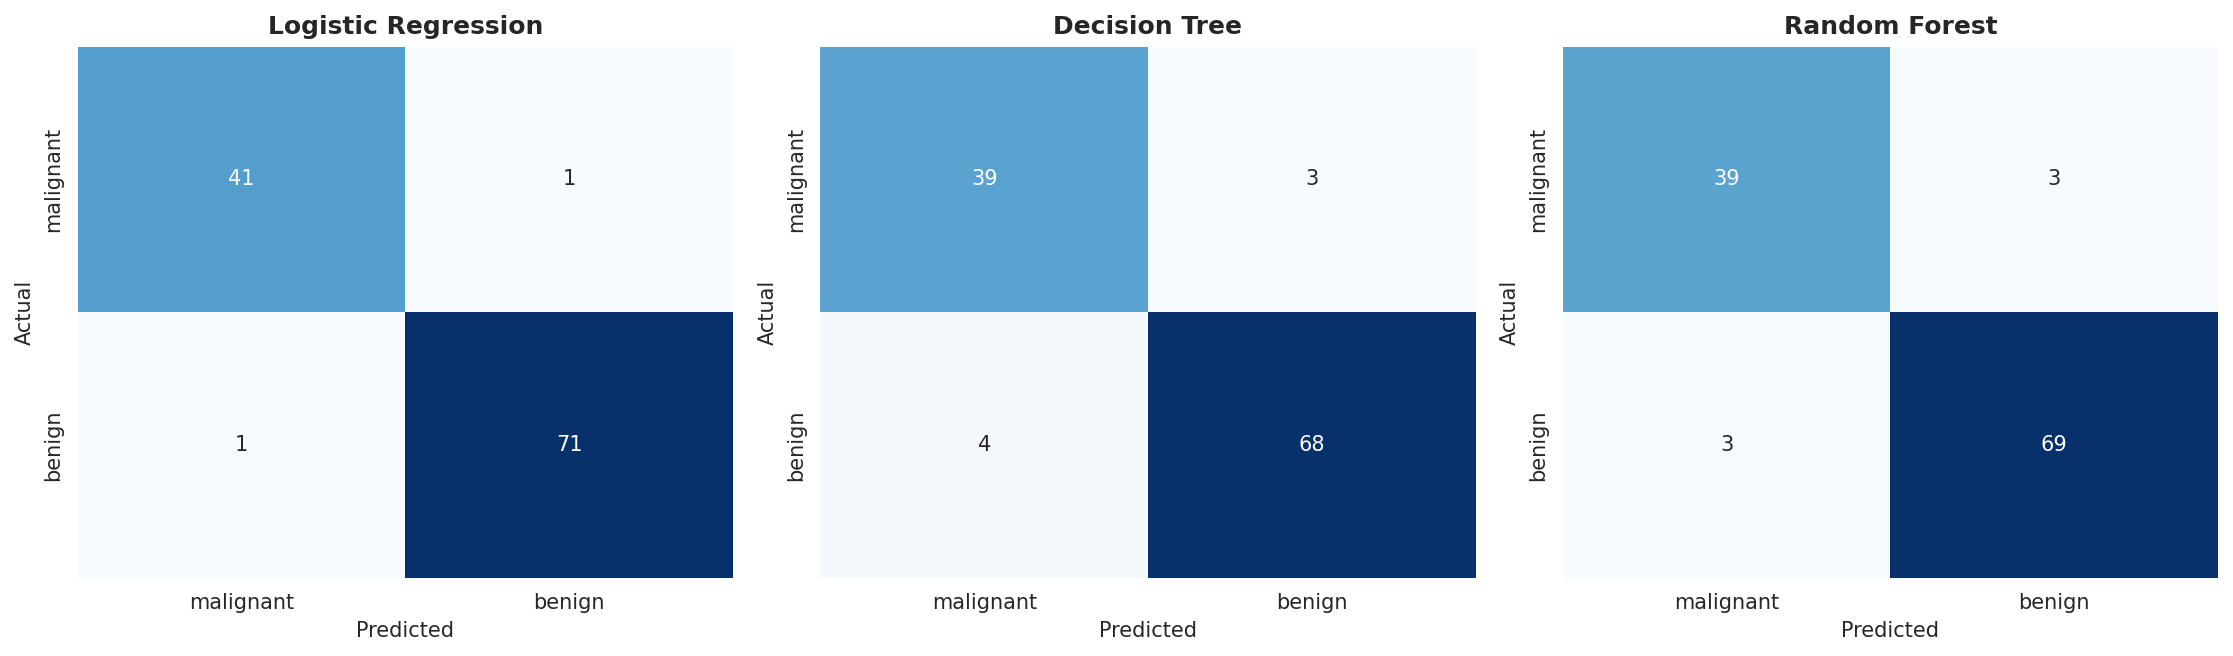 Logistic Regression
malignant
benign
Actual
41
1
1
71
malignant
benign
Predicted
Decision Tree
malignant
benign
Actual
39
3
4
68
malignant
benign
Predicted
Random Forest
malignant
benign
Actual
39
3
3
69
malignant
benign
Predicted